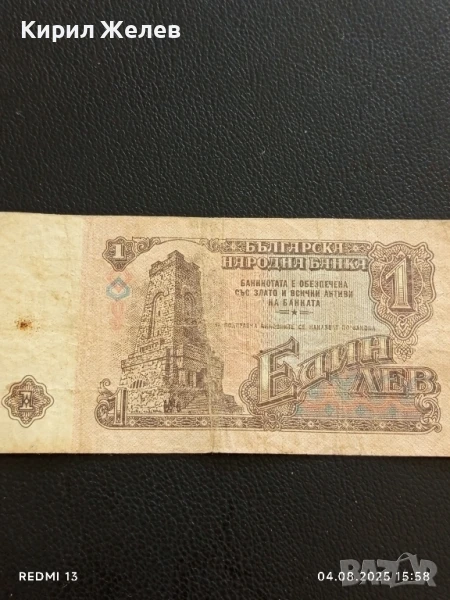 Кирил Желев
1
БЪЛГАРСКА
НАРОДНА БАНКА
1
БАНКНОТАТА Е ОБЕЗПЕЧЕНА
СЪС ЗЛАТО И ВСИЧКИ АКТИВИ
НА БАНКАТА
ЕДИН
ЛЕВ
1
REDMI 13
04.08.2025 15:58
BAZAR